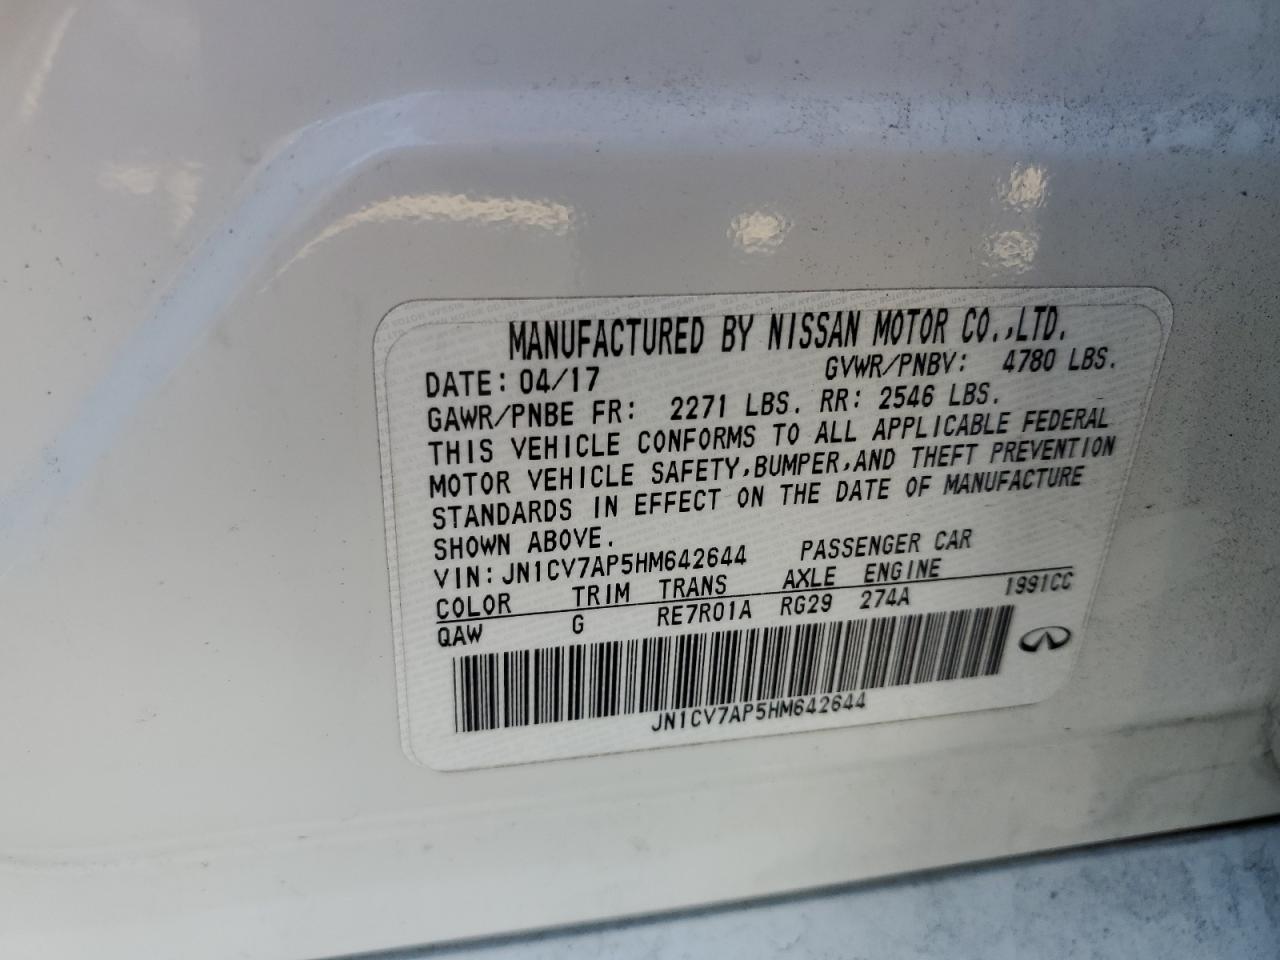 MANUFACTURED BY NISSAN MOTOR CO.,LTD.
DATE: 04/17 GVWR/PNBV: 4780 LBS.
GAWR/PNBE FR: 2271 LBS. RR: 2546 LBS.
THIS VEHICLE CONFORMS TO ALL APPLICABLE FEDERAL
MOTOR VEHICLE SAFETY,BUMPER,AND THEFT PREVENTION
STANDARDS IN EFFECT ON THE DATE OF MANUFACTURE
SHOWN ABOVE.
VIN: JN1CV7AP5HM642644 PASSENGER CAR
COLOR TRIM TRANS AXLE ENGINE
QAW G RE7R01A RG29 274A 1991CC
JN1CV7AP5HM642644